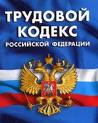 ТРУДОВОЙ КОДЕКС
РОССИЙСКОЙ ФЕДЕРАЦИИ